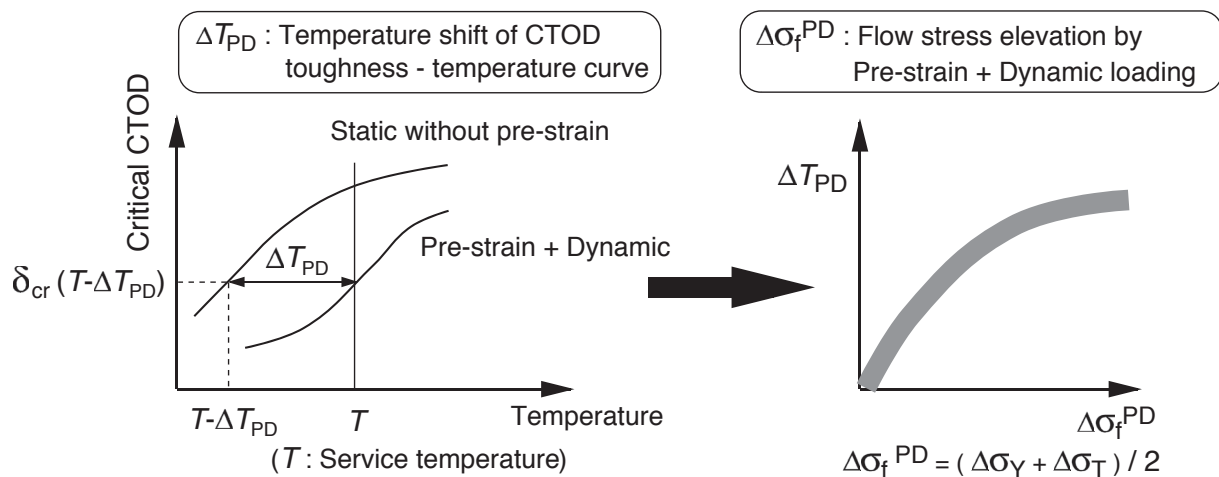 ΔT_PD : Temperature shift of CTOD
toughness - temperature curve
Critical CTOD
Static without pre-strain
ΔT_PD
Pre-strain + Dynamic
δ_cr (T-ΔT_PD)
T-ΔT_PD
T
Temperature
(T : Service temperature)
Δσ_f^PD : Flow stress elevation by
Pre-strain + Dynamic loading
ΔT_PD
Δσ_f^PD
Δσ_f^PD = ( Δσ_Y + Δσ_T ) / 2